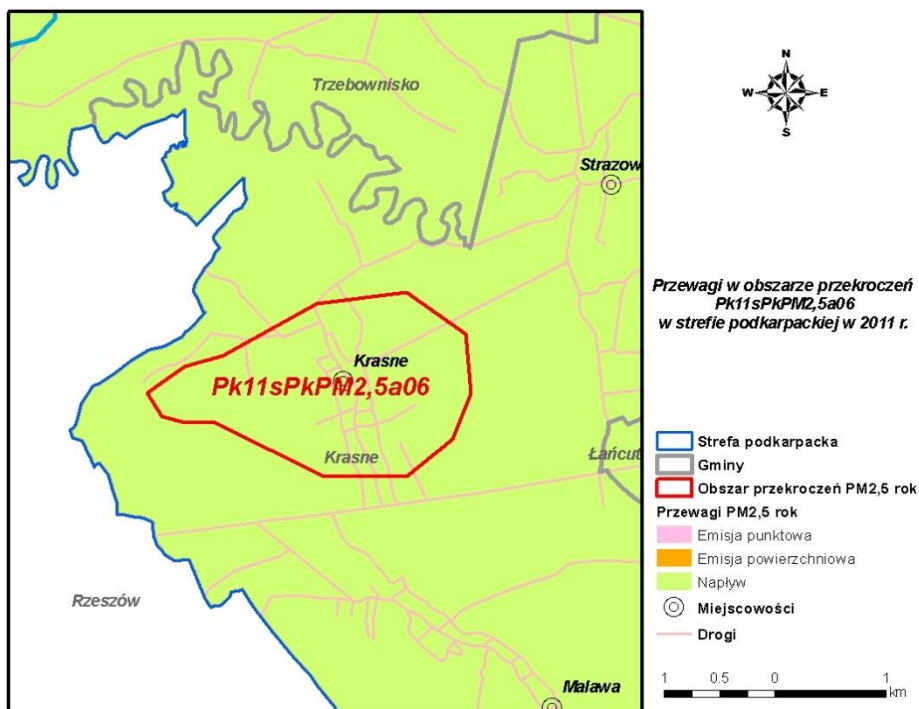 Trzebownisko
Strazow
Krasne
Pk11sPkPM2,5a06
Krasne
Łańcut
Rzeszów
Malawa
N
W E
S
Przewagi w obszarze przekroczeń
Pk11sPkPM2,5a06
w strefie podkarpackiej w 2011 r.
Strefa podkarpacka
Gminy
Obszar przekroczeń PM2,5 rok
Przewagi PM2,5 rok
Emisja punktowa
Emisja powierzchniowa
Napływ
Miejscowości
Drogi
1 0.5 0 1
km